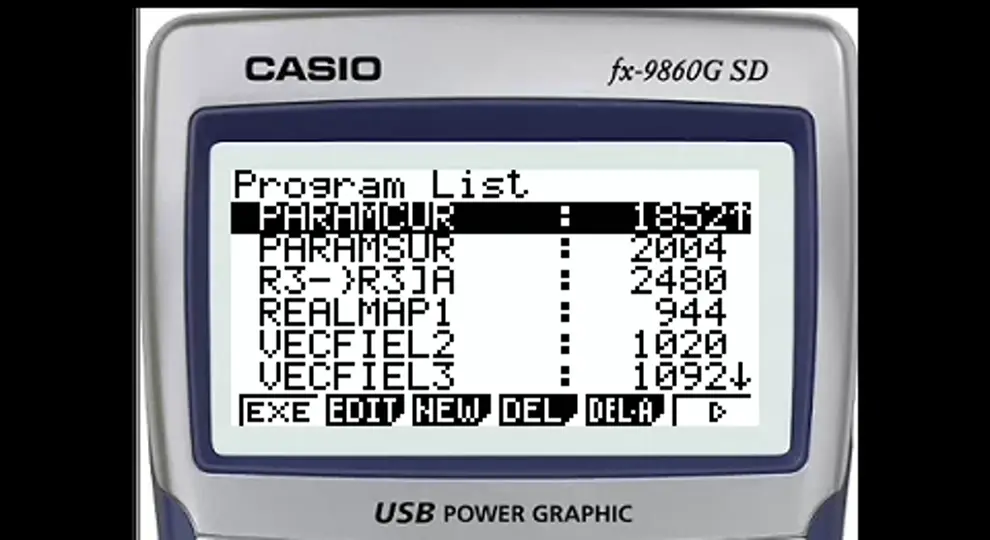 CASIO fx-9860G SD
Program List
PARAMCUR : 1852↑
PARAMSUR : 2004
R3->R3JA : 2480
REALMAP1 : 944
VECFIEL2 : 1020
VECFIEL3 : 1092↓
EXE EDIT NEW DEL DEL·A ▷
USB POWER GRAPHIC